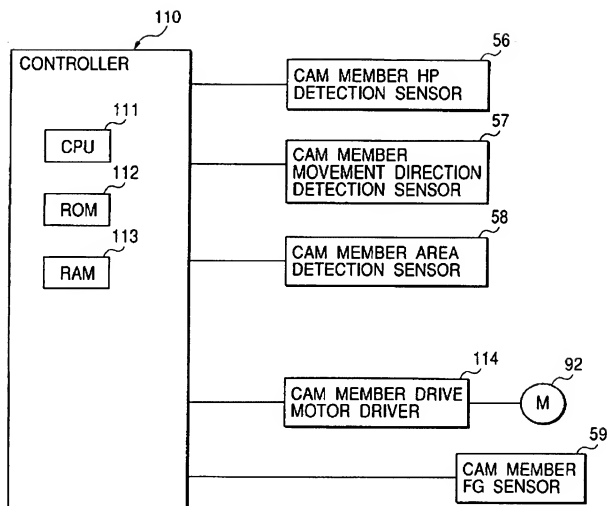 110
CONTROLLER
111
CPU
112
ROM
113
RAM
56
CAM MEMBER HP
DETECTION SENSOR
57
CAM MEMBER
MOVEMENT DIRECTION
DETECTION SENSOR
58
CAM MEMBER AREA
DETECTION SENSOR
114
CAM MEMBER DRIVE
MOTOR DRIVER
92
M
59
CAM MEMBER
FG SENSOR